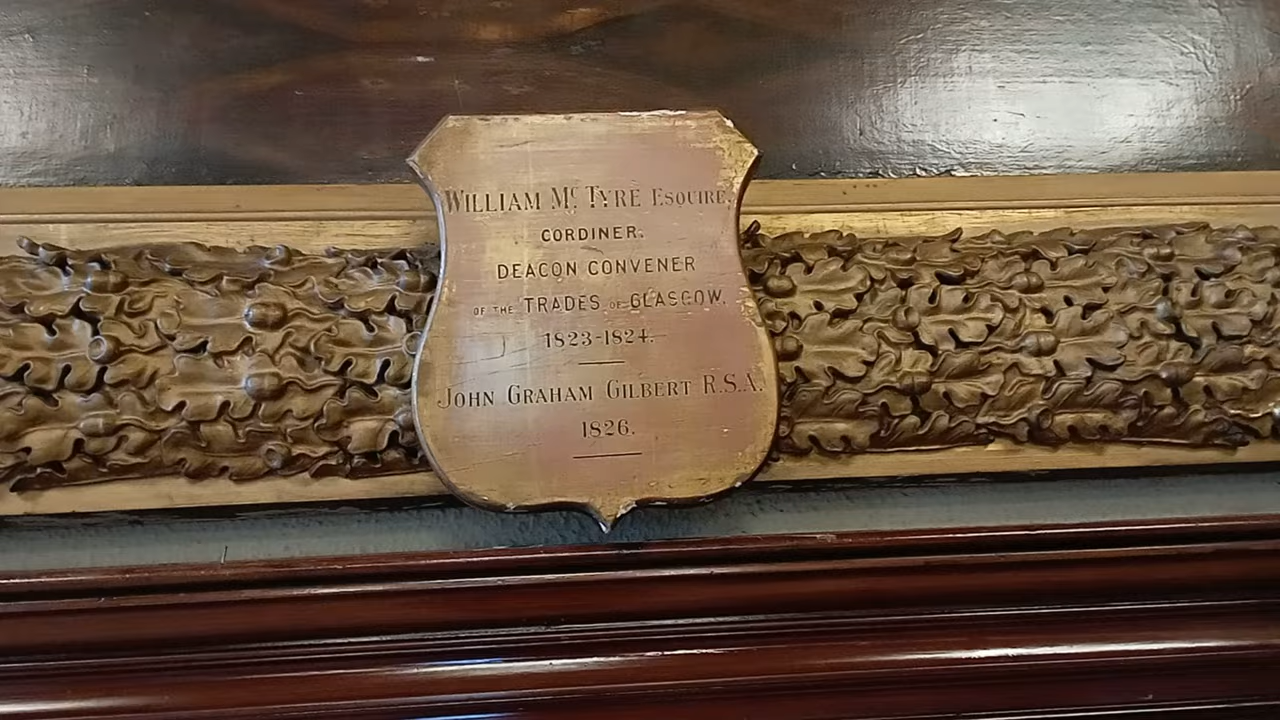 WILLIAM Mc TYRE ESQUIRE,
CORDINER.
DEACON CONVENER
OF THE TRADES OF GLASGOW.
1823-1824.
JOHN GRAHAM GILBERT R.S.A.
1826.